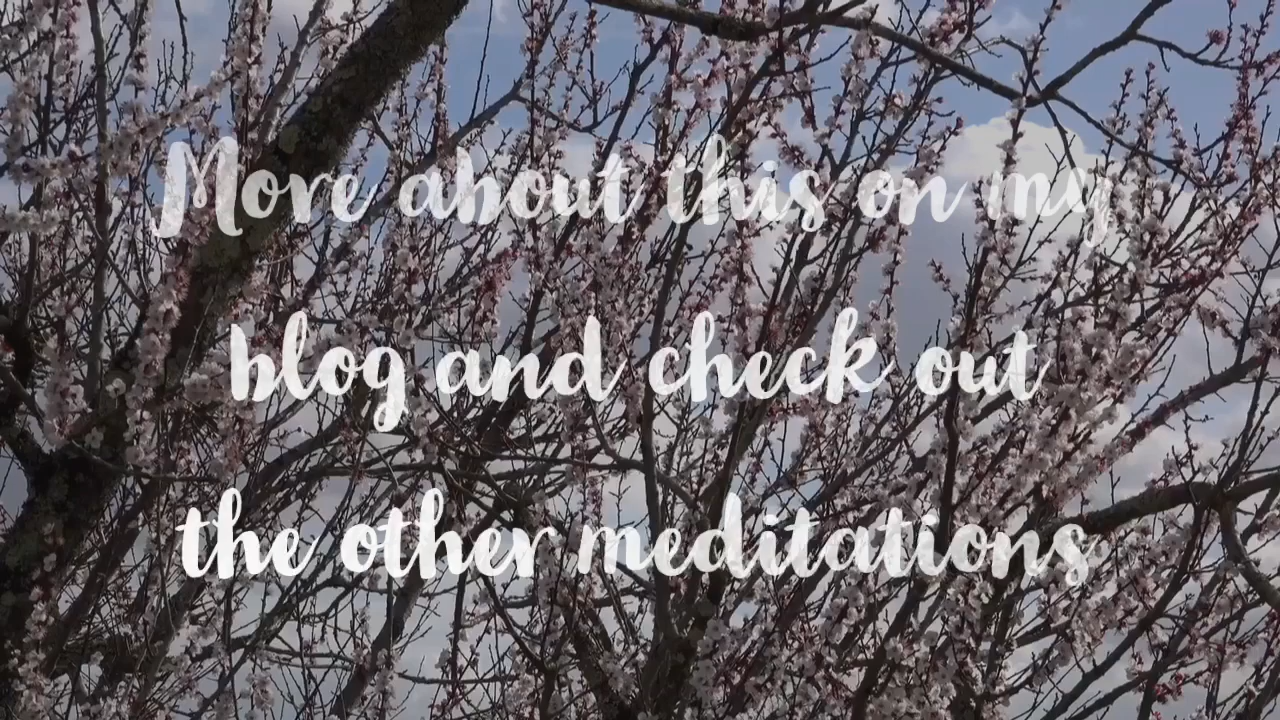 More about this on my
blog and check out
the other meditations